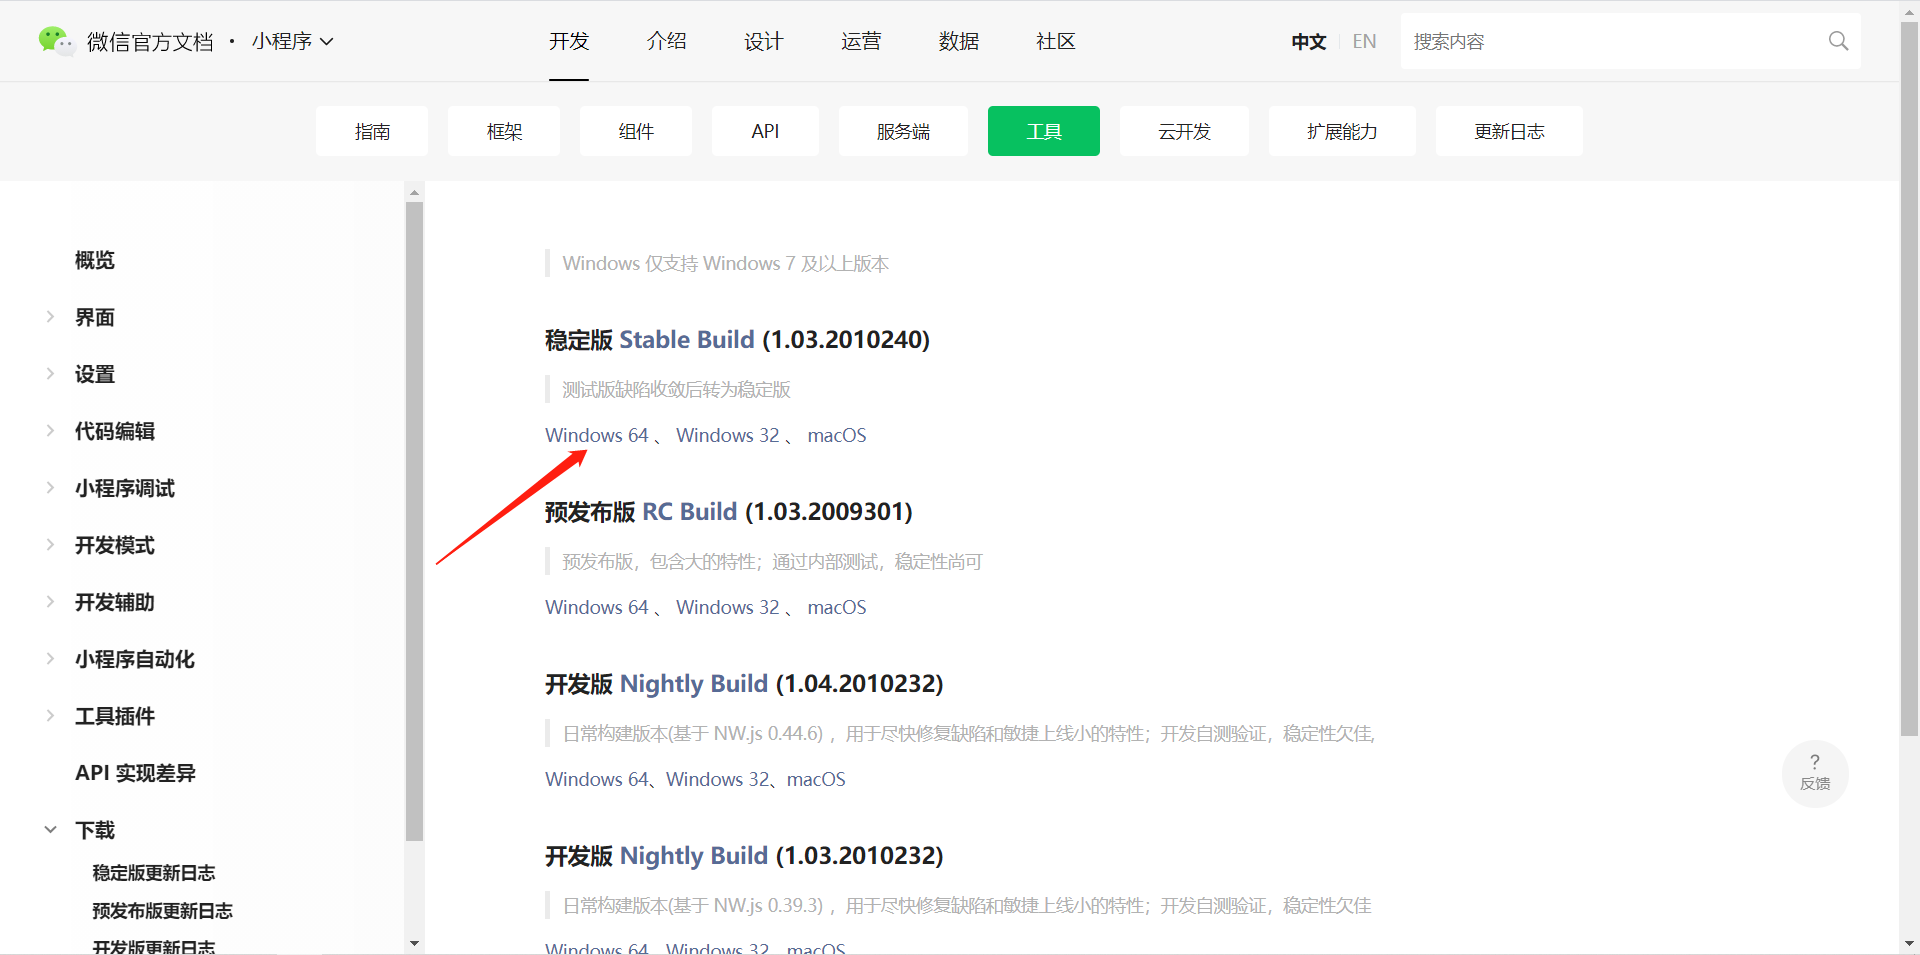 微信官方文档 · 小程序
开发 介绍 设计 运营 数据 社区
中文 EN
搜索内容
指南 框架 组件 API 服务端 工具 云开发 扩展能力 更新日志
概览
界面
设置
代码编辑
小程序调试
开发模式
开发辅助
小程序自动化
工具插件
API 实现差异
下载
稳定版更新日志
预发布版更新日志
开发版更新日志
Windows 仅支持 Windows 7 及以上版本
稳定版 Stable Build (1.03.2010240)
测试版缺陷收敛后转为稳定版
Windows 64 、 Windows 32 、 macOS
预发布版 RC Build (1.03.2009301)
预发布版，包含大的特性；通过内部测试，稳定性尚可
Windows 64 、 Windows 32 、 macOS
开发版 Nightly Build (1.04.2010232)
日常构建版本(基于 NW.js 0.44.6) ，用于尽快修复缺陷和敏捷上线小的特性；开发自测验证，稳定性欠佳,
Windows 64、Windows 32、macOS
开发版 Nightly Build (1.03.2010232)
日常构建版本(基于 NW.js 0.39.3) ，用于尽快修复缺陷和敏捷上线小的特性；开发自测验证，稳定性欠佳
Windows 64、Windows 32、macOS
?
反馈